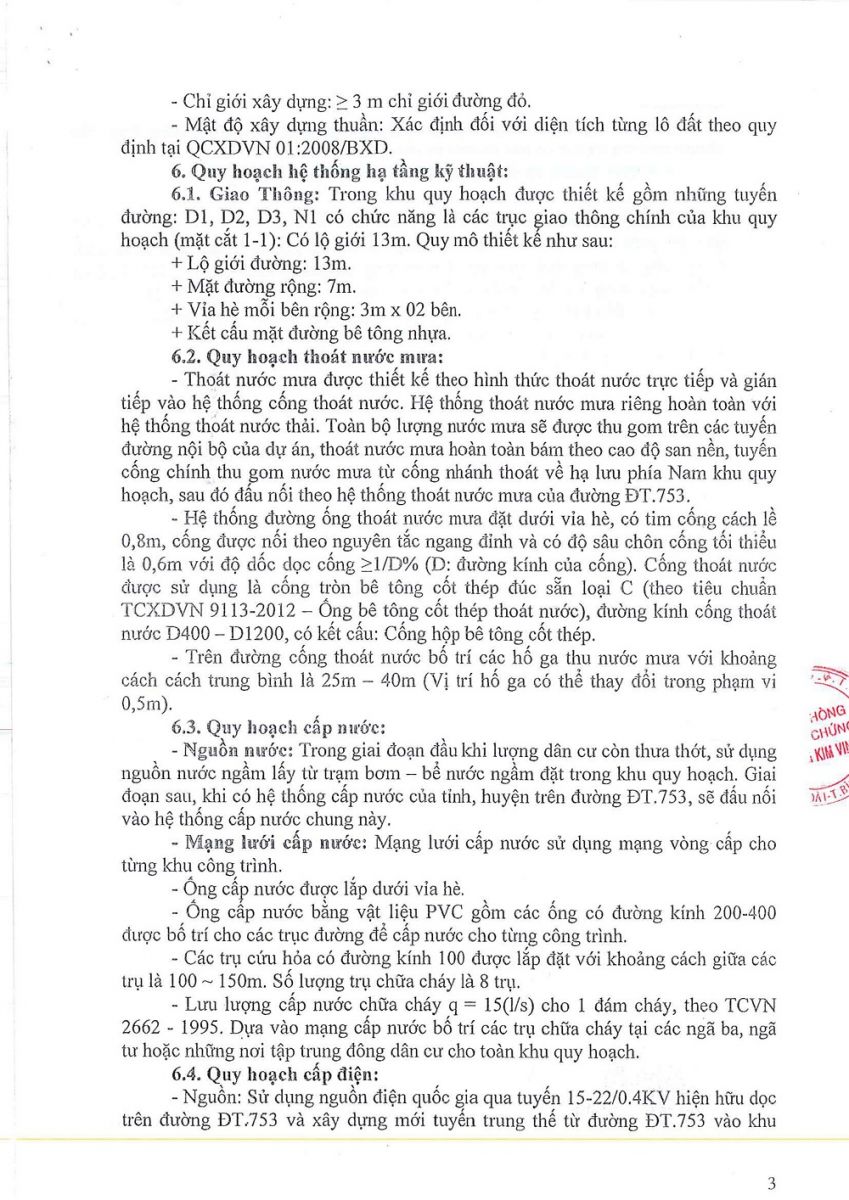 - Chỉ giới xây dựng: ≥ 3 m chỉ giới đường đỏ.
- Mật độ xây dựng thuần: Xác định đối với diện tích từng lô đất theo quy
định tại QCXDVN 01:2008/BXD.
6. Quy hoạch hệ thống hạ tầng kỹ thuật:
6.1. Giao Thông: Trong khu quy hoạch được thiết kế gồm những tuyến
đường: D1, D2, D3, N1 có chức năng là các trục giao thông chính của khu quy
hoạch (mặt cắt 1-1): Có lộ giới 13m. Quy mô thiết kế như sau:
+ Lộ giới đường: 13m.
+ Mặt đường rộng: 7m.
+ Vỉa hè mỗi bên rộng: 3m x 02 bên.
+ Kết cấu mặt đường bê tông nhựa.
6.2. Quy hoạch thoát nước mưa:
- Thoát nước mưa được thiết kế theo hình thức thoát nước trực tiếp và gián
tiếp vào hệ thống cống thoát nước. Hệ thống thoát nước mưa riêng hoàn toàn với
hệ thống thoát nước thải. Toàn bộ lượng nước mưa sẽ được thu gom trên các tuyến
đường nội bộ của dự án, thoát nước mưa hoàn toàn bám theo cao độ san nền, tuyến
cống chính thu gom nước mưa từ cống nhánh thoát về hạ lưu phía Nam khu quy
hoạch, sau đó đấu nối theo hệ thống thoát nước mưa của đường ĐT.753.
- Hệ thống đường ống thoát nước mưa đặt dưới vỉa hè, có tim cống cách lề
0,8m, cống được nối theo nguyên tắc ngang đỉnh và có độ sâu chôn cống tối thiểu
là 0,6m với độ dốc dọc cống ≥1/D% (D: đường kính của cống). Cống thoát nước
được sử dụng là cống tròn bê tông cốt thép đúc sẵn loại C (theo tiêu chuẩn
TCXDVN 9113-2012 – Ống bê tông cốt thép thoát nước), đường kính cống thoát
nước D400 – D1200, có kết cấu: Cống hộp bê tông cốt thép.
- Trên đường cống thoát nước bố trí các hố ga thu nước mưa với khoảng
cách cách trung bình là 25m – 40m (Vị trí hố ga có thể thay đổi trong phạm vi
0,5m).
6.3. Quy hoạch cấp nước:
- Nguồn nước: Trong giai đoạn đầu khi lượng dân cư còn thưa thớt, sử dụng
nguồn nước ngầm lấy từ trạm bơm – bể nước ngầm đặt trong khu quy hoạch. Giai
đoạn sau, khi có hệ thống cấp nước của tỉnh, huyện trên đường ĐT.753, sẽ đấu nối
vào hệ thống cấp nước chung này.
- Mạng lưới cấp nước: Mạng lưới cấp nước sử dụng mạng vòng cấp cho
từng khu công trình.
- Ống cấp nước được lắp dưới vỉa hè.
- Ống cấp nước bằng vật liệu PVC gồm các ống có đường kính 200-400
được bố trí cho các trục đường để cấp nước cho từng công trình.
- Các trụ cứu hỏa có đường kính 100 được lắp đặt với khoảng cách giữa các
trụ là 100 ~ 150m. Số lượng trụ chữa cháy là 8 trụ.
- Lưu lượng cấp nước chữa cháy q = 15(l/s) cho 1 đám cháy, theo TCVN
2662 - 1995. Dựa vào mạng cấp nước bố trí các trụ chữa cháy tại các ngã ba, ngã
tư hoặc những nơi tập trung đông dân cư cho toàn khu quy hoạch.
6.4. Quy hoạch cấp điện:
- Nguồn: Sử dụng nguồn điện quốc gia qua tuyến 15-22/0.4KV hiện hữu dọc
trên đường ĐT.753 và xây dựng mới tuyến trung thế từ đường ĐT.753 vào khu
3
HÒNG
CHỨNG
KIM VIN